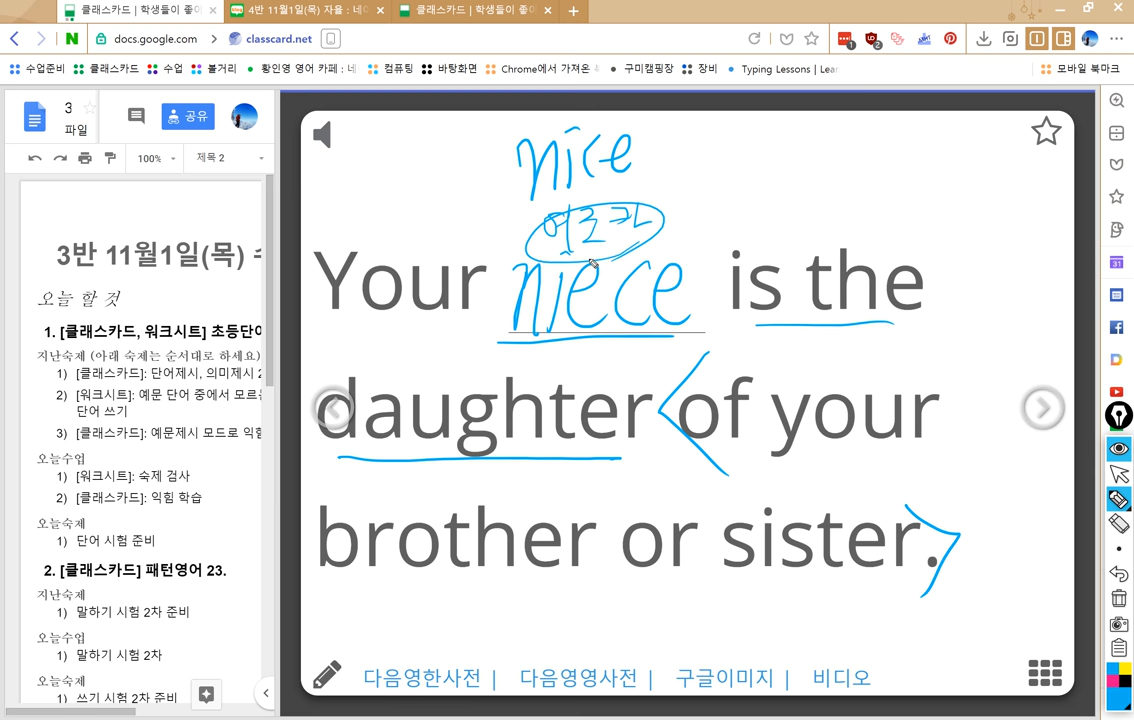 클래스카드 | 학생들이 좋아
4반 11월1일(목) 자율 : 네이
클래스카드 | 학생들이 좋아
docs.google.com
classcard.net
수업준비
클래스카드
수업
볼거리
황인영 영어 카페 : 네
컴퓨팅
바탕화면
Chrome에서 가져온
구미캠핑장
장비
Typing Lessons | Lear
모바일 북마크
3
파일
공유
100%
제목 2
3반 11월1일(목)
오늘 할 것
1. [클래스카드, 워크시트] 초등단어
지난숙제 (아래 숙제는 순서대로 하세요)
1) [클래스카드]: 단어제시, 의미제시 2
2) [워크시트]: 예문 단어 중에서 모르는
단어 쓰기
3) [클래스카드]: 예문제시 모드로 익힘
오늘수업
1) [워크시트]: 숙제 검사
2) [클래스카드]: 익힘 학습
오늘숙제
1) 단어 시험 준비
2. [클래스카드] 패턴영어 23.
지난숙제
1) 말하기 시험 2차 준비
오늘수업
1) 말하기 시험 2차
오늘숙제
1) 쓰기 시험 2차 준비
nice
Your niece is the
daughter of your
brother or sister.
다음영한사전 | 다음영영사전 | 구글이미지 | 비디오